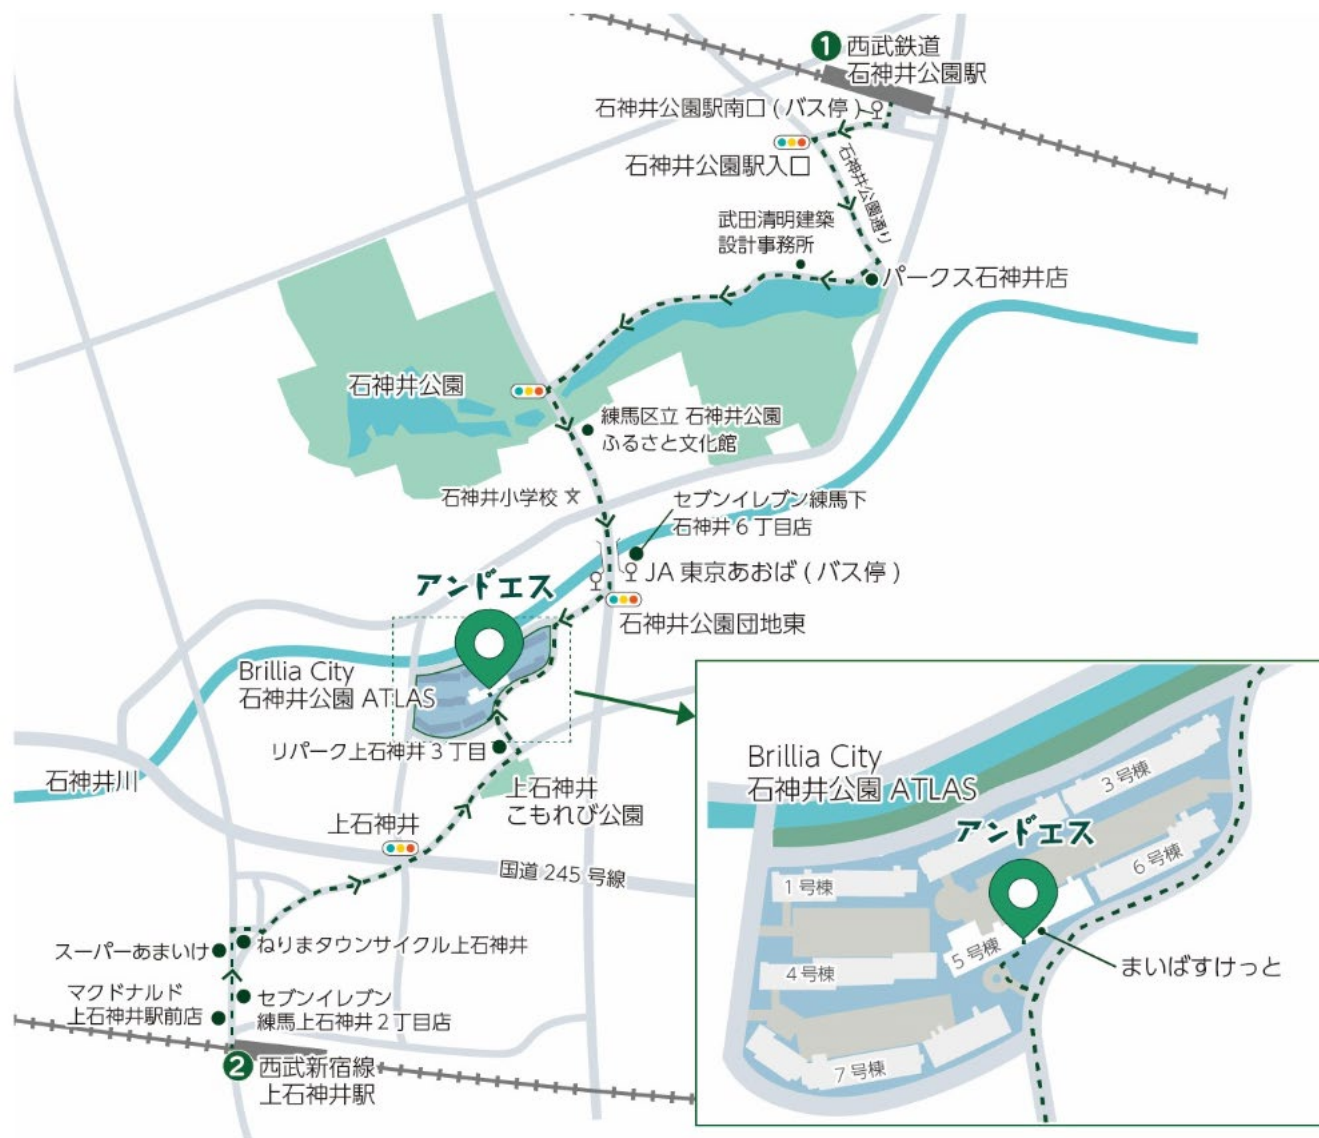 1 西武鉄道
石神井公園駅
石神井公園駅南口 ( バス停 )
石神井公園駅入口
石神井公園通り
武田清明建築
設計事務所
パークス石神井店
石神井公園
練馬区立 石神井公園
ふるさと文化館
石神井小学校 文
セブンイレブン練馬下
石神井 6 丁目店
JA 東京あおば ( バス停 )
アンドエス
石神井公園団地東
Brillia City
石神井公園 ATLAS
リパーク上石神井 3 丁目
石神井川
上石神井
こもれび公園
上石神井
国道 245 号線
スーパーあまいけ
ねりまタウンサイクル上石神井
マクドナルド
上石神井駅前店
セブンイレブン
練馬上石神井 2 丁目店
2 西武新宿線
上石神井駅
Brillia City
石神井公園 ATLAS
アンドエス
3 号棟
6 号棟
1 号棟
5 号棟
4 号棟
7 号棟
まいばすけっと